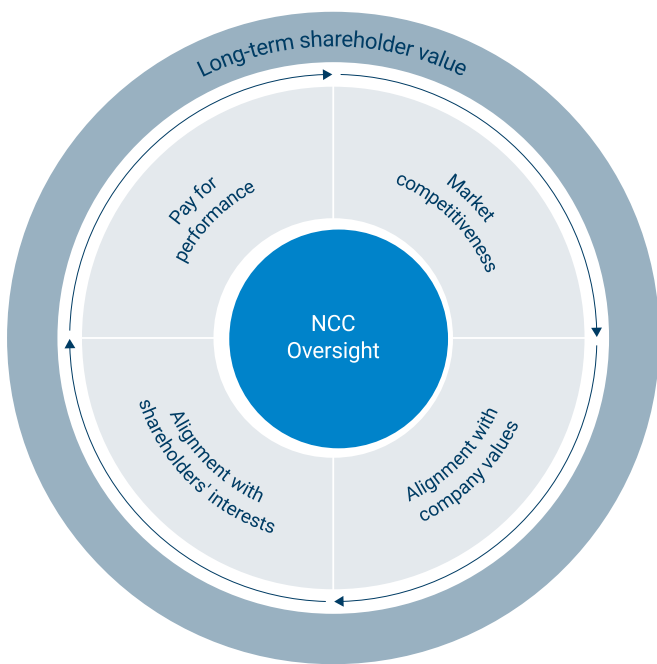 Long-term shareholder value
Pay for
performance
Market
competitiveness
NCC
Oversight
Alignment with
shareholders' interests
Alignment with
company values